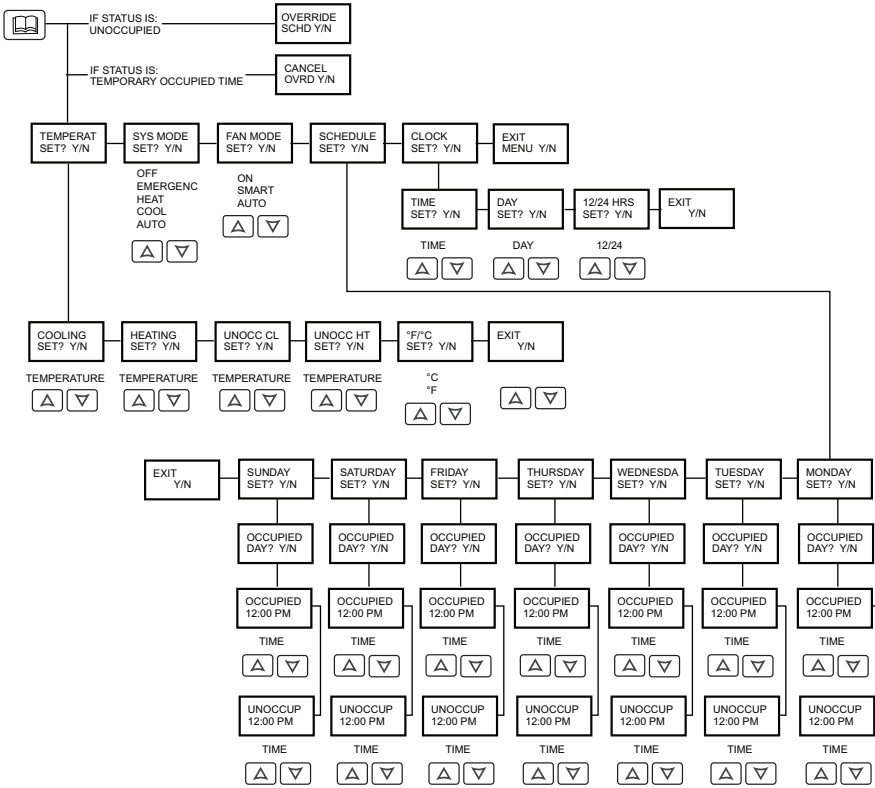 IF STATUS IS:
UNOCCUPIED
OVERRIDE
SCHD Y/N
IF STATUS IS:
TEMPORARY OCCUPIED TIME
CANCEL
OVRD Y/N
TEMPERAT
SET? Y/N
SYS MODE
SET? Y/N
FAN MODE
SET? Y/N
SCHEDULE
SET? Y/N
CLOCK
SET? Y/N
EXIT
MENU Y/N
OFF
EMERGENC
HEAT
COOL
AUTO
ON
SMART
AUTO
TIME
SET? Y/N
DAY
SET? Y/N
12/24 HRS
SET? Y/N
EXIT
Y/N
TIME
DAY
12/24
COOLING
SET? Y/N
HEATING
SET? Y/N
UNOCC CL
SET? Y/N
UNOCC HT
SET? Y/N
°F/°C
SET? Y/N
EXIT
Y/N
TEMPERATURE
TEMPERATURE
TEMPERATURE
TEMPERATURE
°C
°F
EXIT
Y/N
SUNDAY
SET? Y/N
SATURDAY
SET? Y/N
FRIDAY
SET? Y/N
THURSDAY
SET? Y/N
WEDNESDA
SET? Y/N
TUESDAY
SET? Y/N
MONDAY
SET? Y/N
OCCUPIED
DAY? Y/N
OCCUPIED
DAY? Y/N
OCCUPIED
DAY? Y/N
OCCUPIED
DAY? Y/N
OCCUPIED
DAY? Y/N
OCCUPIED
DAY? Y/N
OCCUPIED
DAY? Y/N
OCCUPIED
12:00 PM
OCCUPIED
12:00 PM
OCCUPIED
12:00 PM
OCCUPIED
12:00 PM
OCCUPIED
12:00 PM
OCCUPIED
12:00 PM
OCCUPIED
12:00 PM
TIME
TIME
TIME
TIME
TIME
TIME
TIME
UNOCCUP
12:00 PM
UNOCCUP
12:00 PM
UNOCCUP
12:00 PM
UNOCCUP
12:00 PM
UNOCCUP
12:00 PM
UNOCCUP
12:00 PM
UNOCCUP
12:00 PM
TIME
TIME
TIME
TIME
TIME
TIME
TIME